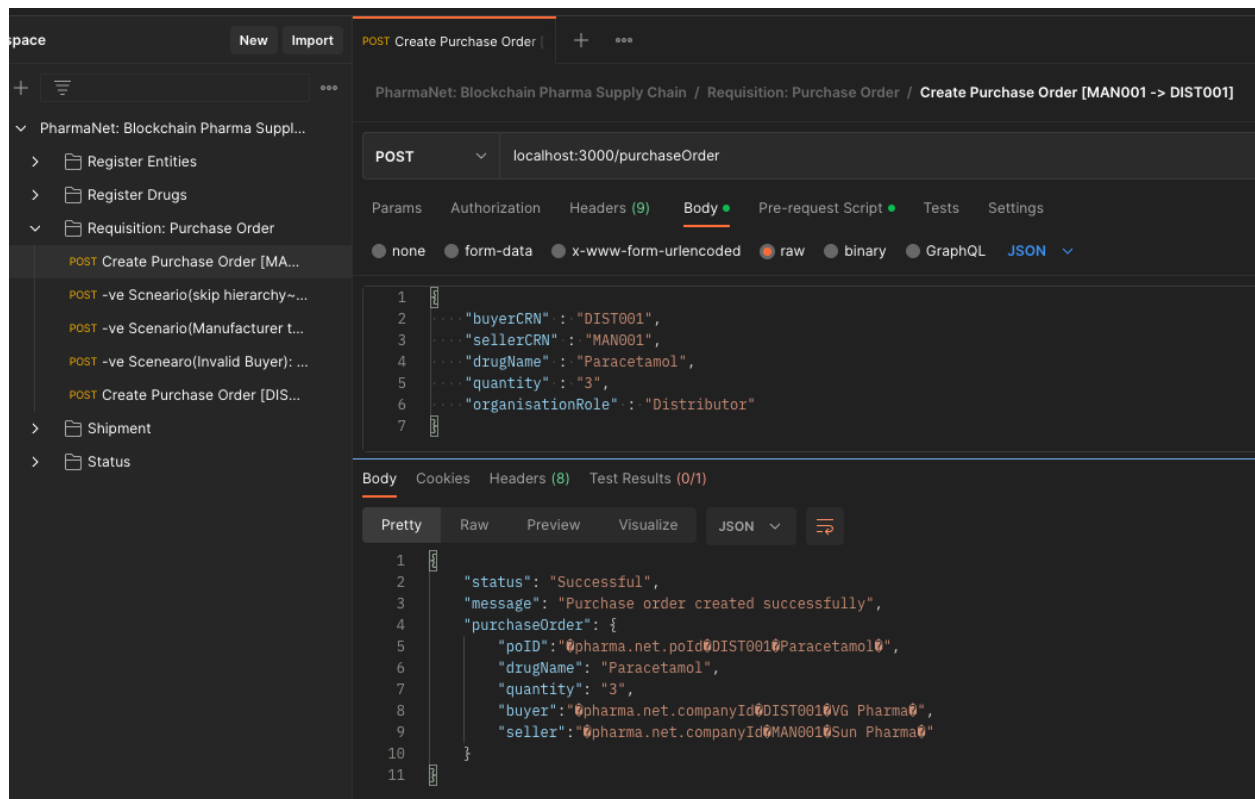 space New Import
POST Create Purchase Order
PharmaNet: Blockchain Pharma Supply Chain / Requisition: Purchase Order / Create Purchase Order [MAN001 -> DIST001]
PharmaNet: Blockchain Pharma Suppl...
Register Entities
Register Drugs
Requisition: Purchase Order
POST Create Purchase Order [MA...
POST -ve Scneario(skip hierarchy~...
POST -ve Scenario(Manufacturer t...
POST -ve Scenearo(Invalid Buyer): ...
POST Create Purchase Order [DIS...
Shipment
Status
POST localhost:3000/purchaseOrder
Params Authorization Headers (9) Body Pre-request Script Tests Settings
none form-data x-www-form-urlencoded raw binary GraphQL JSON
1 {
2 "buyerCRN" : "DIST001",
3 "sellerCRN" : "MAN001",
4 "drugName" : "Paracetamol",
5 "quantity" : "3",
6 "organisationRole" : "Distributor"
7 }
Body Cookies Headers (8) Test Results (0/1)
Pretty Raw Preview Visualize JSON
1 {
2 "status": "Successful",
3 "message": "Purchase order created successfully",
4 "purchaseOrder": {
5 "poID":"�pharma.net.poId�DIST001�Paracetamol�",
6 "drugName": "Paracetamol",
7 "quantity": "3",
8 "buyer":"�pharma.net.companyId�DIST001�VG Pharma�",
9 "seller":"�pharma.net.companyId�MAN001�Sun Pharma�"
10 }
11 }